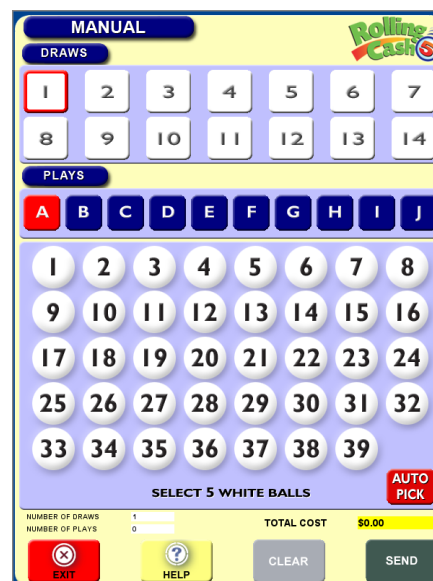 MANUAL
Rolling
Cash 5
DRAWS
1 2 3 4 5 6 7
8 9 10 11 12 13 14
PLAYS
A B C D E F G H I J
1 2 3 4 5 6 7 8
9 10 11 12 13 14 15 16
17 18 19 20 21 22 23 24
25 26 27 28 29 30 31 32
33 34 35 36 37 38 39
SELECT 5 WHITE BALLS
AUTO
PICK
NUMBER OF DRAWS 1
NUMBER OF PLAYS 0
TOTAL COST $0.00
EXIT
?
HELP
CLEAR
SEND